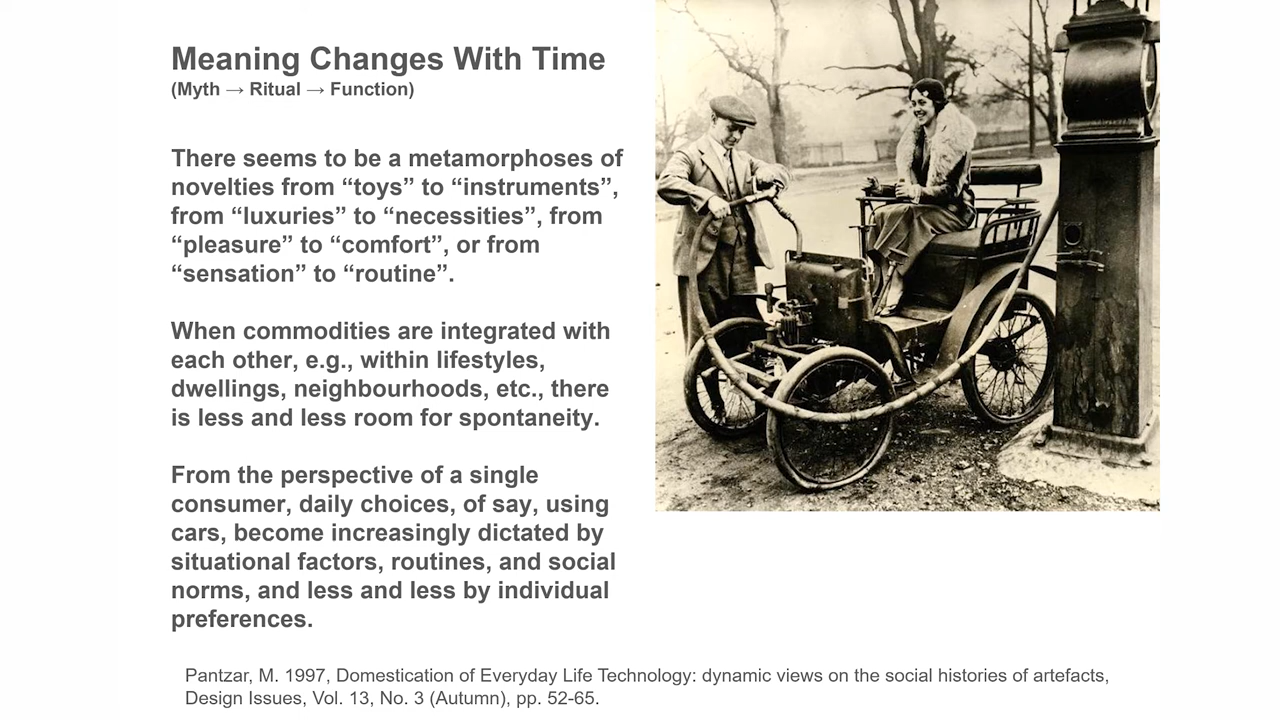 Meaning Changes With Time
(Myth → Ritual → Function)
There seems to be a metamorphoses of
novelties from “toys” to “instruments”,
from “luxuries” to “necessities”, from
“pleasure” to “comfort”, or from
“sensation” to “routine”.
When commodities are integrated with
each other, e.g., within lifestyles,
dwellings, neighbourhoods, etc., there
is less and less room for spontaneity.
From the perspective of a single
consumer, daily choices, of say, using
cars, become increasingly dictated by
situational factors, routines, and social
norms, and less and less by individual
preferences.
Pantzar, M. 1997, Domestication of Everyday Life Technology: dynamic views on the social histories of artefacts,
Design Issues, Vol. 13, No. 3 (Autumn), pp. 52-65.